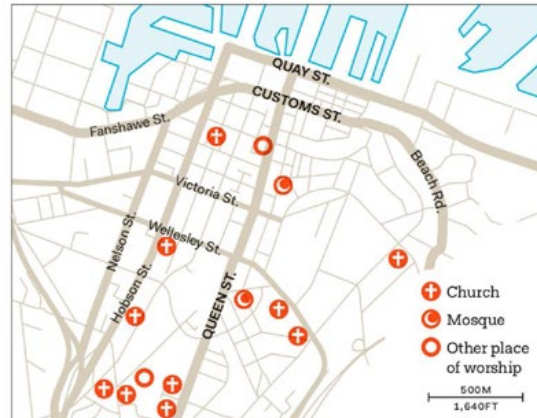 QUAY ST.
CUSTOMS ST.
Fanshawe St.
Beach Rd.
Victoria St.
Wellesley St.
Nelson St.
Hobson St.
QUEEN ST.
Church
Mosque
Other place
of worship
500M
1,640FT